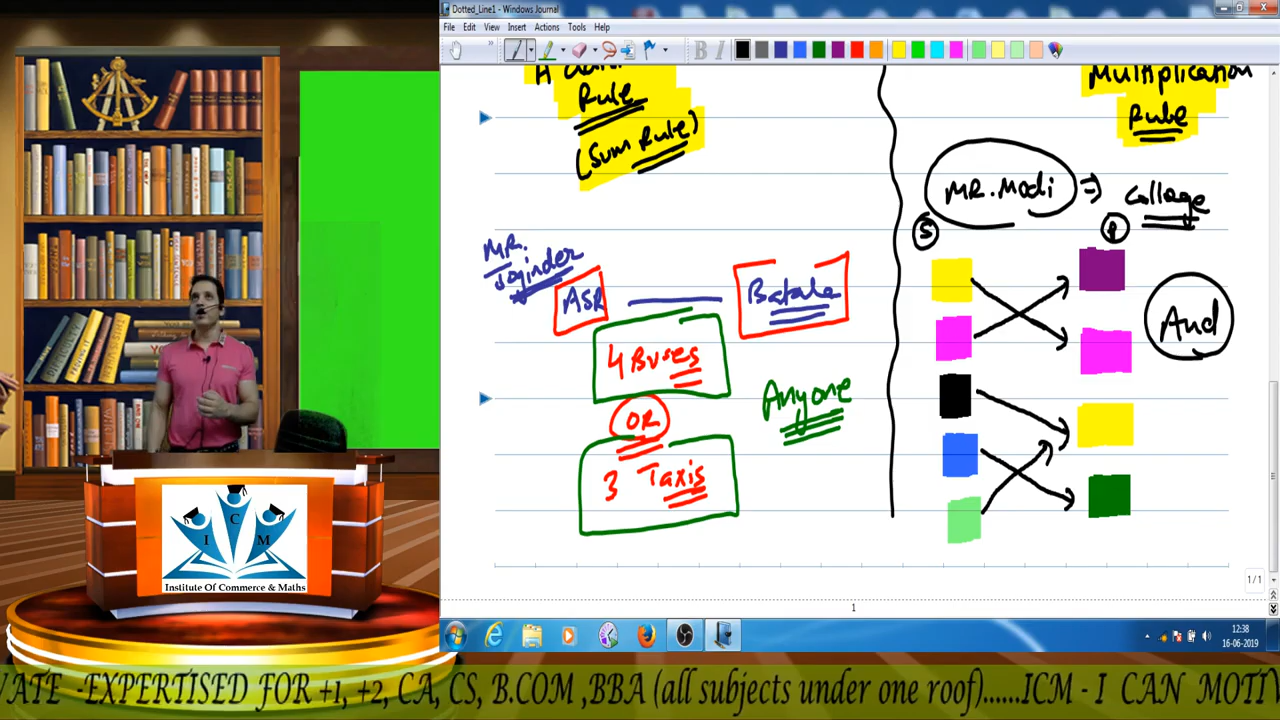 Dotted_Line1 - Windows Journal
File Edit View Insert Actions Tools Help
Rule
(Sum Rule)
Multiplication
Rule
MR. Modi ⇒ College
5
MR.
Joginder
ASR
Batala
4 Buses
OR
3 Taxis
Anyone
And
1/1
1
12:38
16-06-2019
I C M
Institute Of Commerce & Maths
VATE -EXPERTISED FOR +1, +2, CA, CS, B.COM ,BBA (all subjects under one roof)......ICM - I CAN MOTI